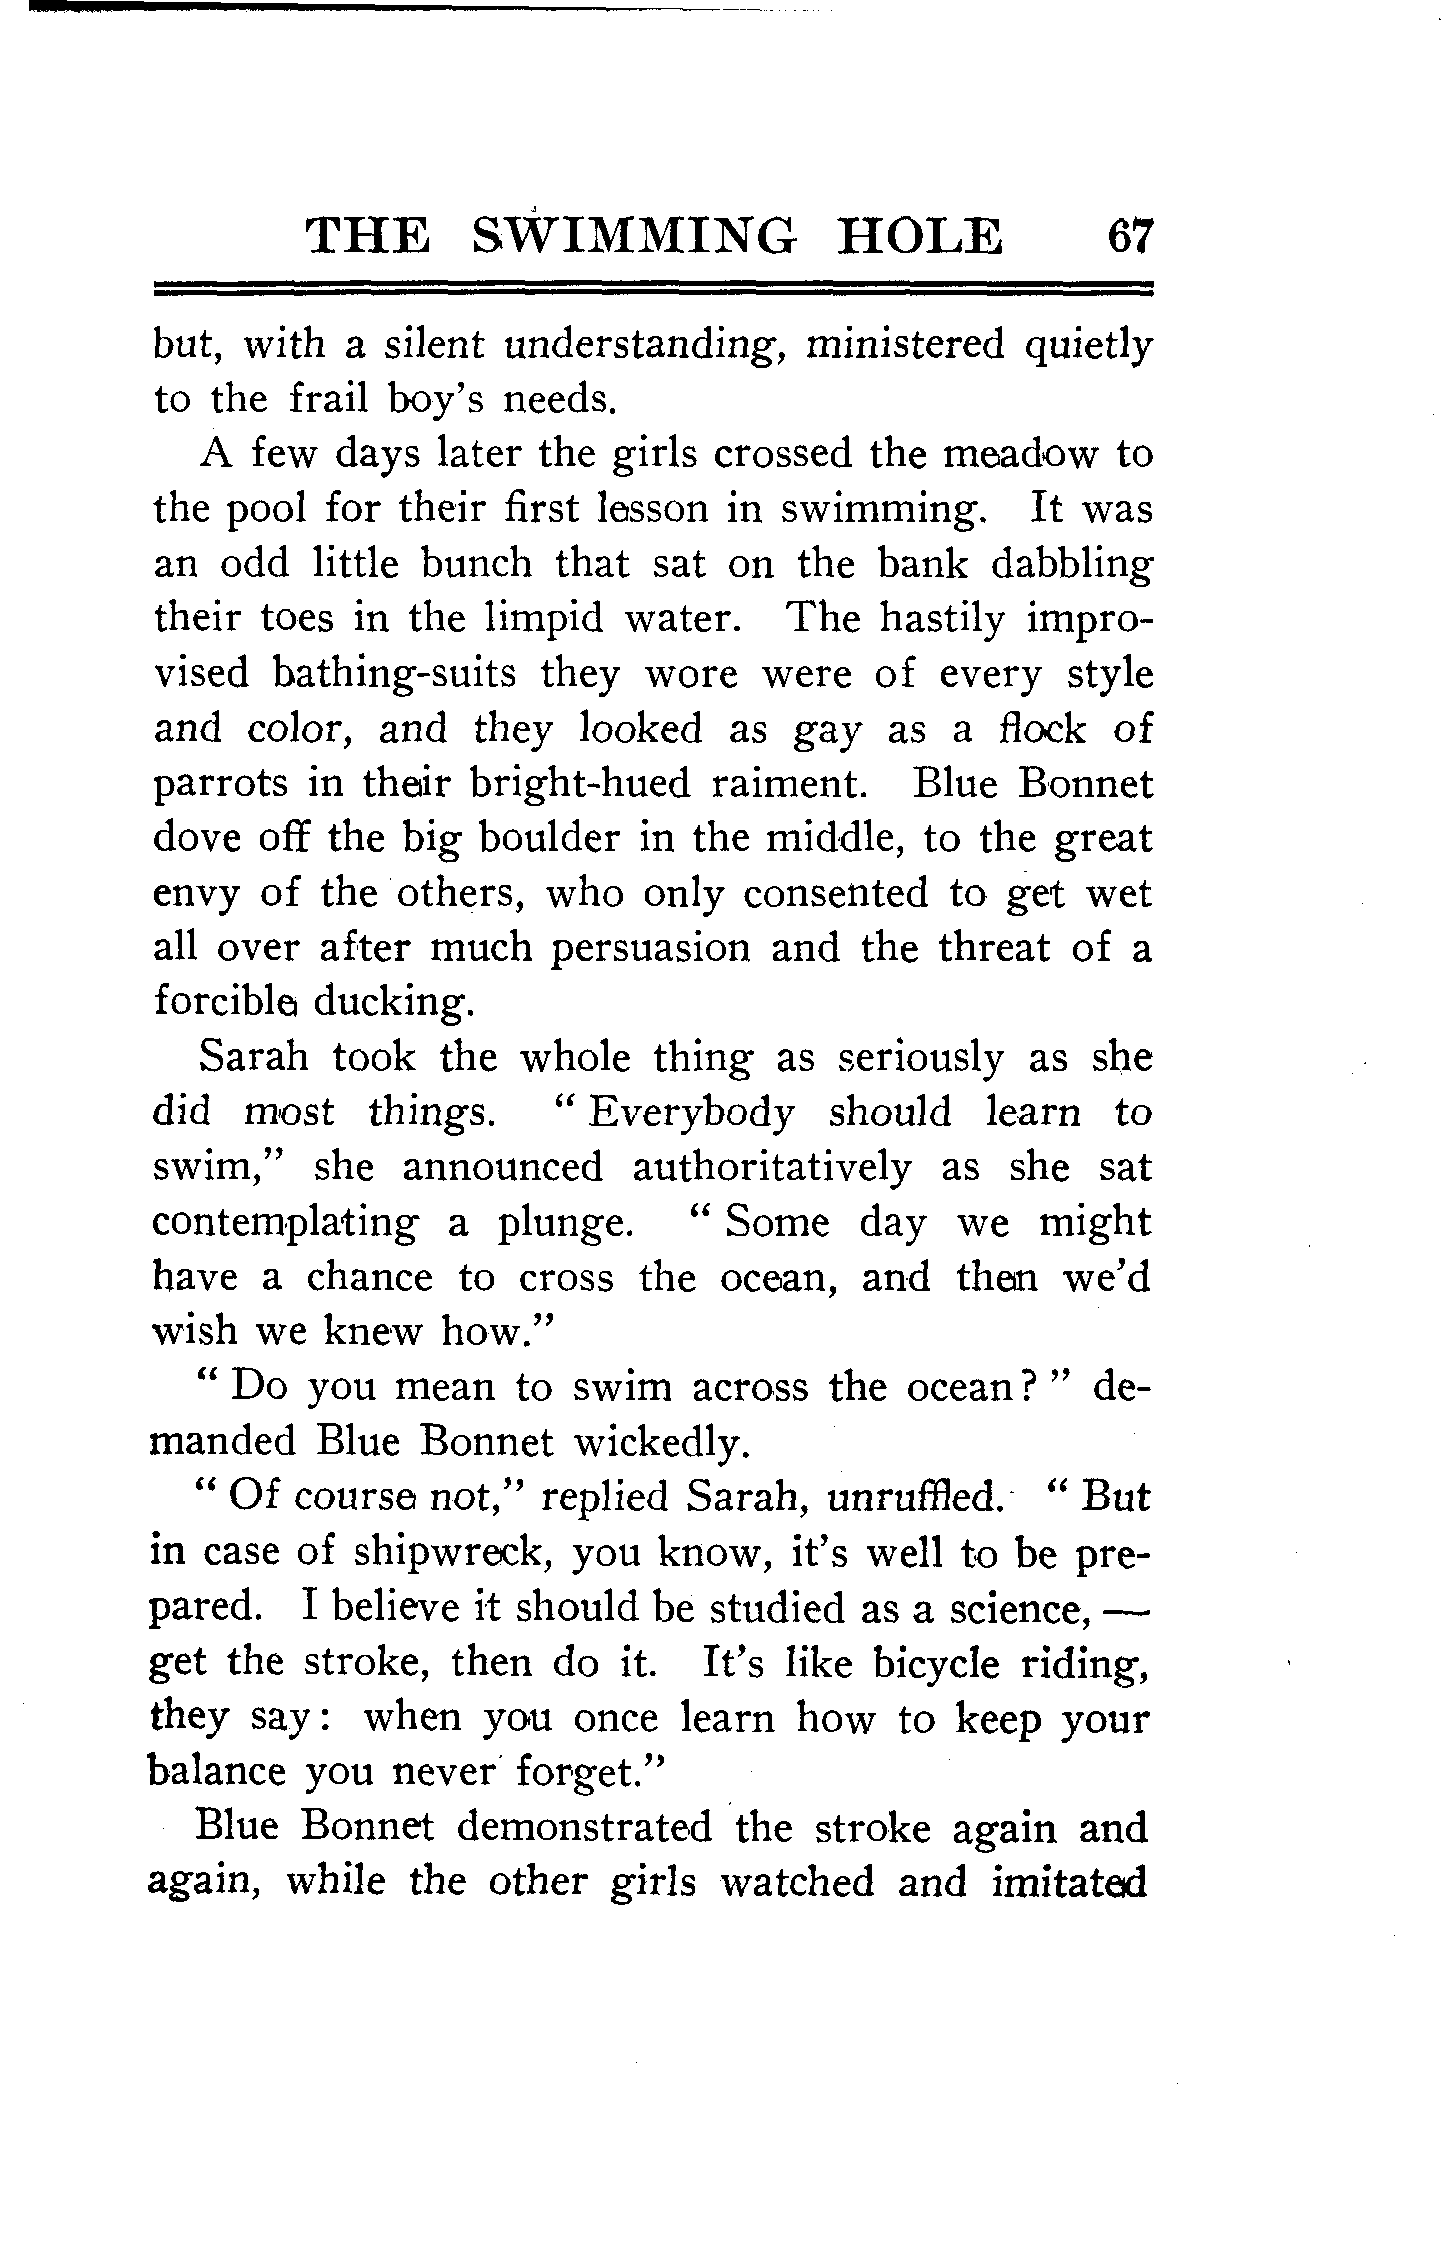 THE SWIMMING HOLE 67
but, with a silent understanding, ministered quietly
to the frail boy's needs.
A few days later the girls crossed the meadow to
the pool for their first lesson in swimming. It was
an odd little bunch that sat on the bank dabbling
their toes in the limpid water. The hastily impro-
vised bathing-suits they wore were of every style
and color, and they looked as gay as a flock of
parrots in their bright-hued raiment. Blue Bonnet
dove off the big boulder in the middle, to the great
envy of the others, who only consented to get wet
all over after much persuasion and the threat of a
forcible ducking.
Sarah took the whole thing as seriously as she
did most things. " Everybody should learn to
swim," she announced authoritatively as she sat
contemplating a plunge. " Some day we might
have a chance to cross the ocean, and then we'd
wish we knew how."
" Do you mean to swim across the ocean? " de-
manded Blue Bonnet wickedly.
" Of course not," replied Sarah, unruffled. " But
in case of shipwreck, you know, it's well to be pre-
pared. I believe it should be studied as a science, —
get the stroke, then do it. It's like bicycle riding,
they say: when you once learn how to keep your
balance you never forget."
Blue Bonnet demonstrated the stroke again and
again, while the other girls watched and imitated